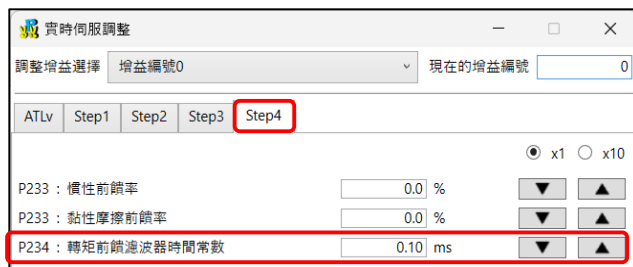 實時伺服調整
調整增益選擇 增益編號0 現在的增益編號 0
ATLv Step1 Step2 Step3 Step4
x1 x10
P233 : 慣性前饋率 0.0 %
P233 : 黏性摩擦前饋率 0.0 %
P234 : 轉矩前饋濾波器時間常數 0.10 ms